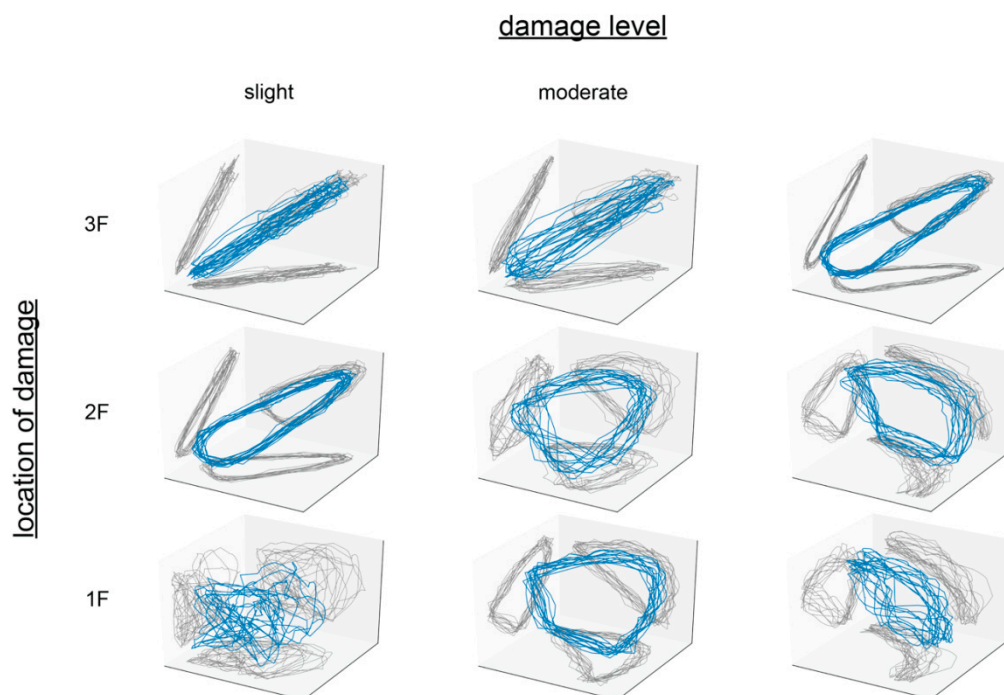 damage level
slight moderate
3F
2F
1F
location of damage